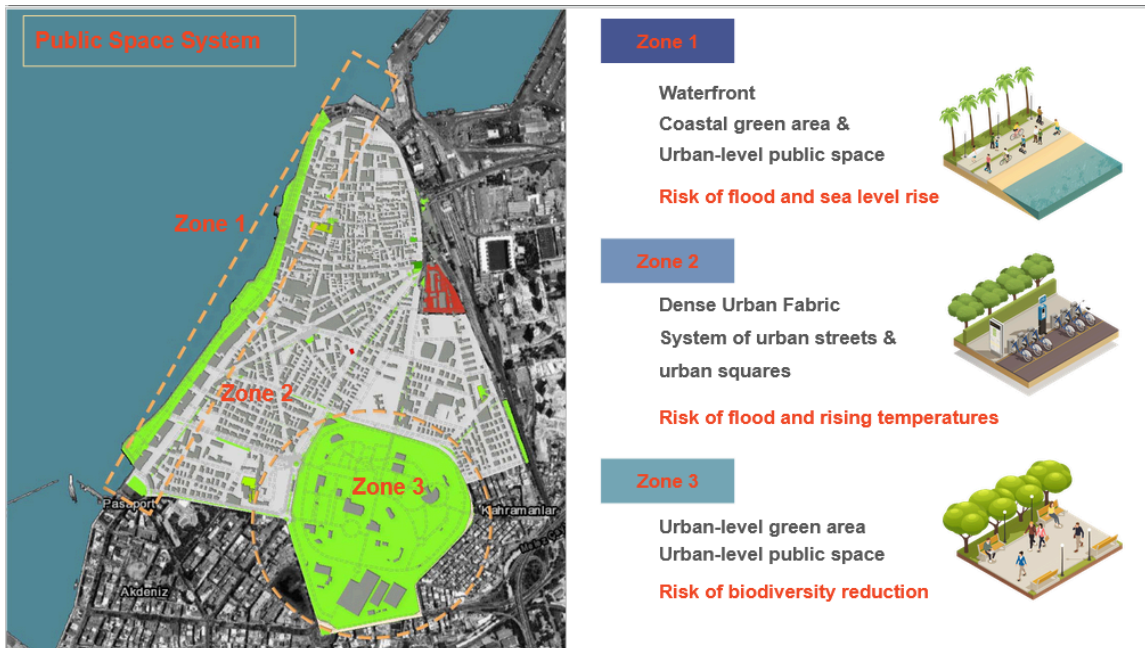 Public Space System
Zone 1
Zone 2
Zone 3
Pasaport
Kahramanlar
Akdeniz
Zone 1
Waterfront
Coastal green area &
Urban-level public space
Risk of flood and sea level rise
Zone 2
Dense Urban Fabric
System of urban streets &
urban squares
Risk of flood and rising temperatures
Zone 3
Urban-level green area
Urban-level public space
Risk of biodiversity reduction